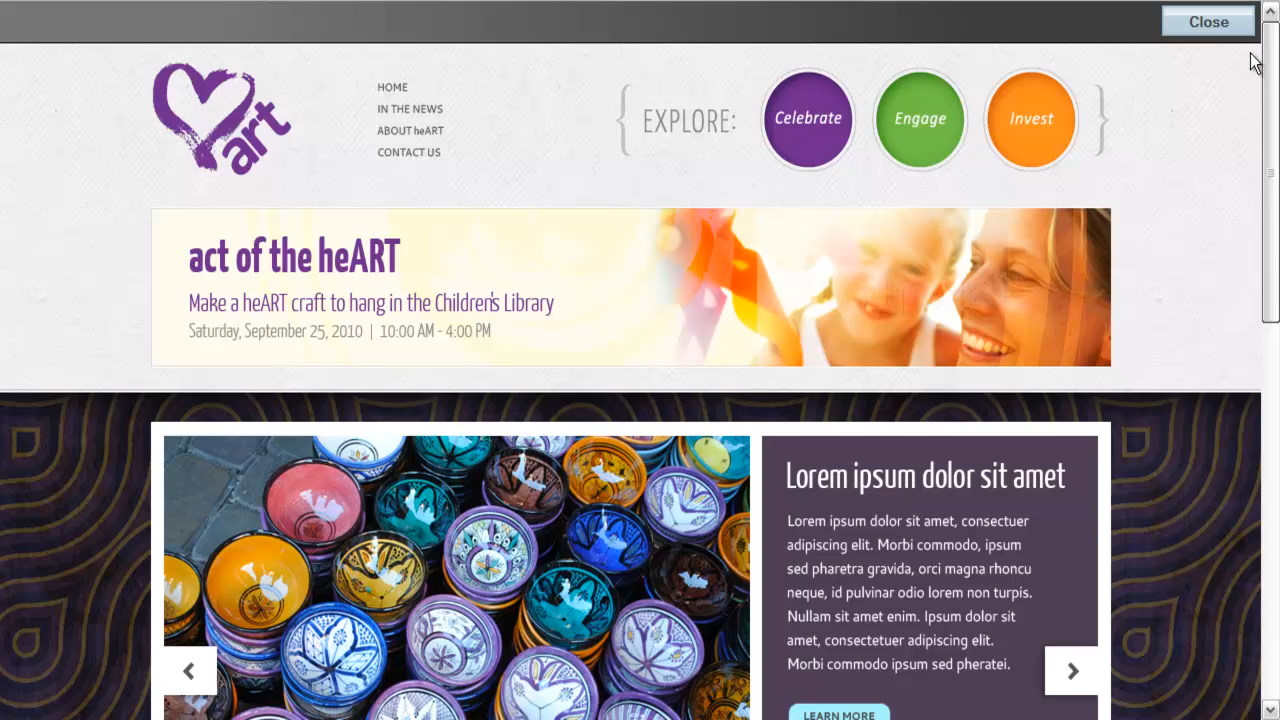 Close
art
HOME
IN THE NEWS
ABOUT heART
CONTACT US
{ EXPLORE: Celebrate Engage Invest }
act of the heART
Make a heART craft to hang in the Children's Library
Saturday, September 25, 2010 | 10:00 AM - 4:00 PM
Lorem ipsum dolor sit amet
Lorem ipsum dolor sit amet, consectuer
adipiscing elit. Morbi commodo, ipsum
sed pharetra gravida, orci magna rhoncu
neque, id pulvinar odio lorem non turpis.
Nullam sit amet enim. Ipsum dolor sit
amet, consectetuer adipiscing elit.
Morbi commodo ipsum sed pheratei.
LEARN MORE